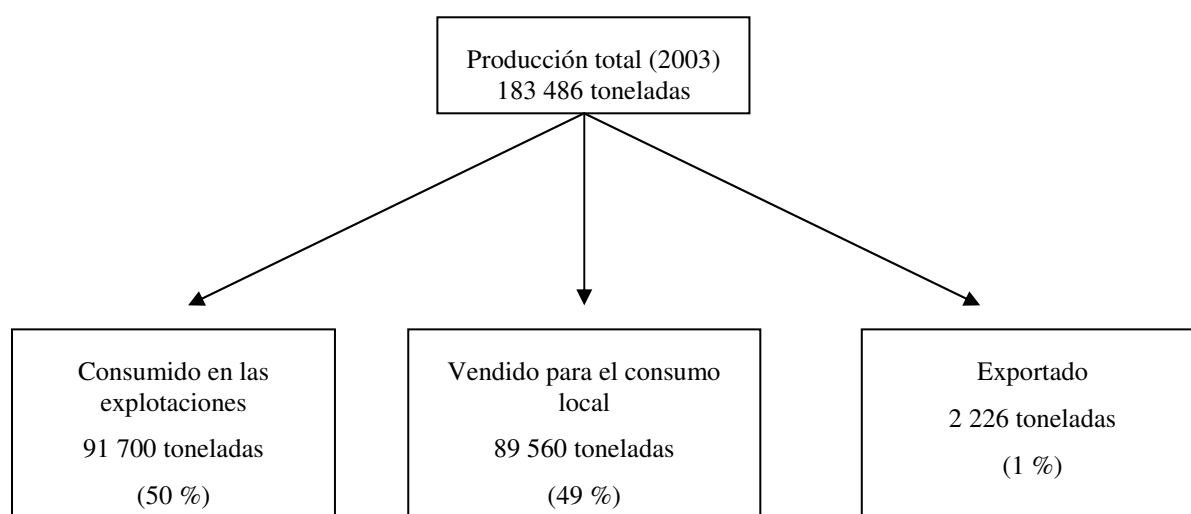 Producción total (2003)
183 486 toneladas
Consumido en las
explotaciones
91 700 toneladas
(50 %)
Vendido para el consumo
local
89 560 toneladas
(49 %)
Exportado
2 226 toneladas
(1 %)